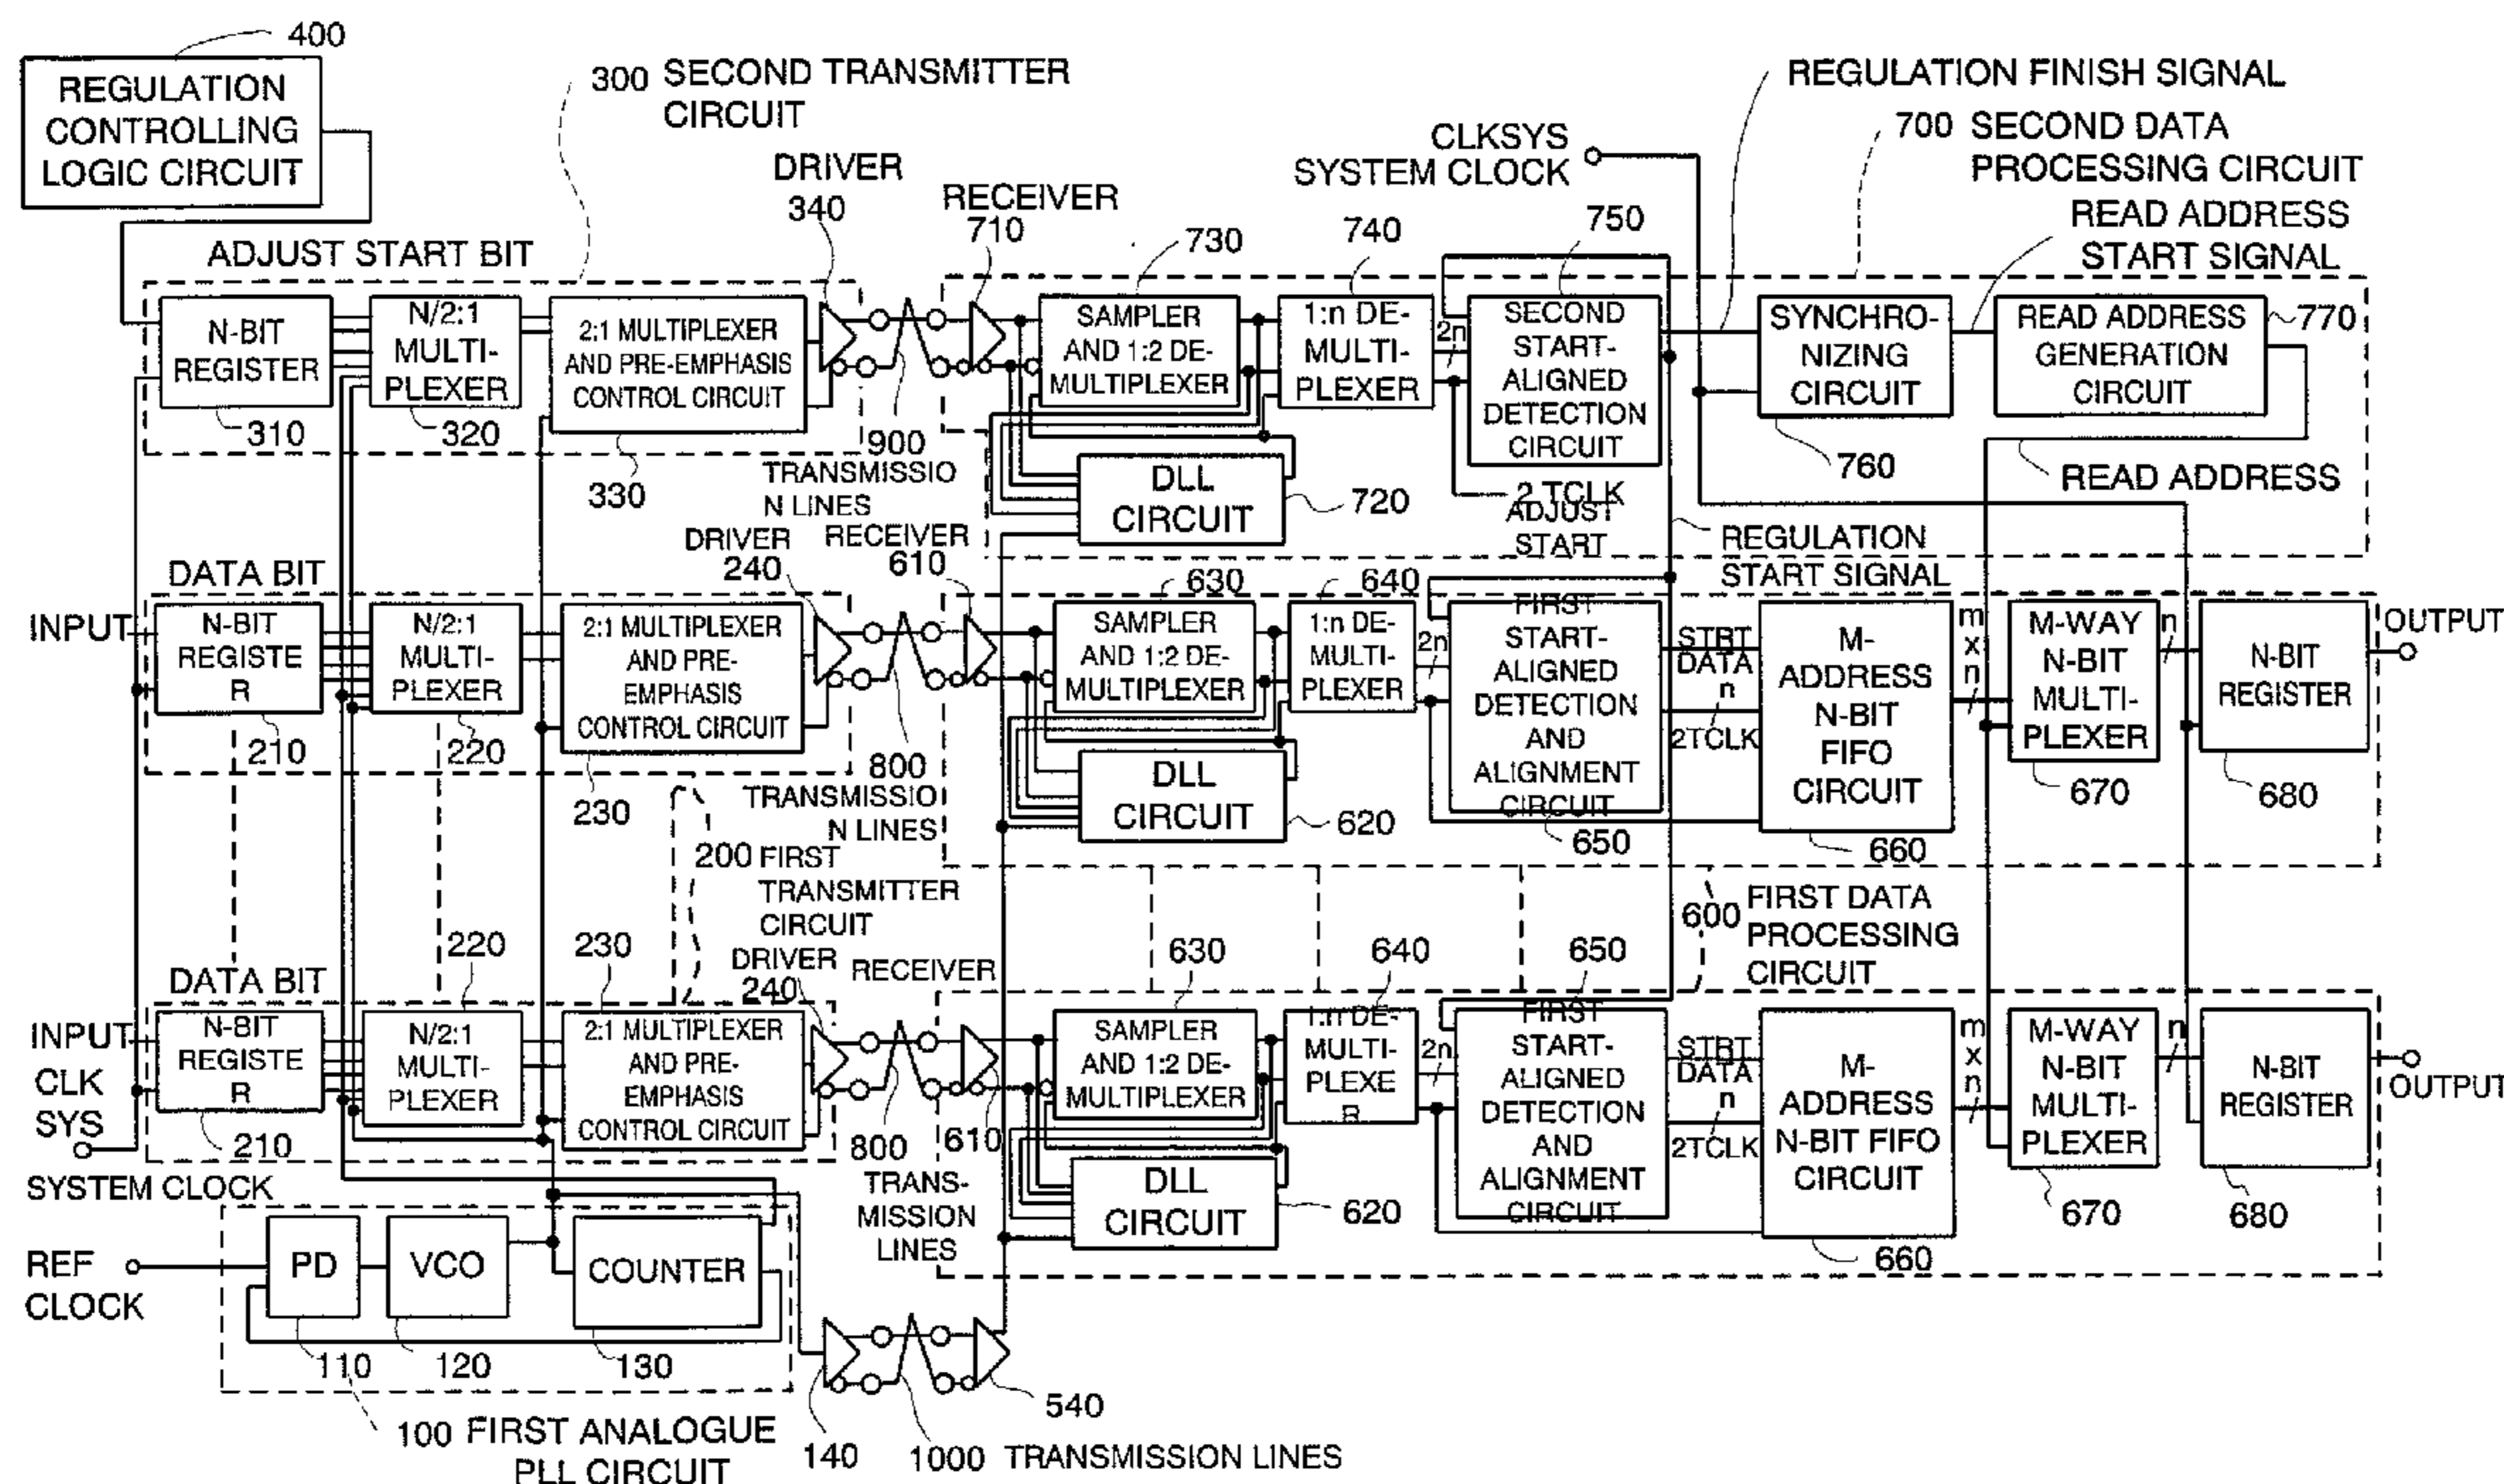 400
REGULATION
CONTROLLING
LOGIC CIRCUIT
300 SECOND TRANSMITTER
CIRCUIT
REGULATION FINISH SIGNAL
CLKSYS
SYSTEM CLOCK
700 SECOND DATA
PROCESSING CIRCUIT
READ ADDRESS
START SIGNAL
DRIVER
340
RECEIVER
710
730
740
750
ADJUST START BIT
N-BIT
REGISTER
310
N/2:1
MULTI-
PLEXER
320
2:1 MULTIPLEXER
AND PRE-EMPHASIS
CONTROL CIRCUIT
330
900
TRANSMISSIO
N LINES
SAMPLER
AND 1:2 DE-
MULTIPLEXER
1:n DE-
MULTI-
PLEXER
2n
SECOND
START-
ALIGNED
DETECTION
CIRCUIT
SYNCHRO-
NIZING
CIRCUIT
760
READ ADDRESS
GENERATION
CIRCUIT
770
READ ADDRESS
DLL
CIRCUIT
720
2 TCLK
ADJUST
START
REGULATION
START SIGNAL
DATA BIT
INPUT
N-BIT
REGISTE
R
210
N/2:1
MULTI-
PLEXER
220
2:1 MULTIPLEXER
AND PRE-
EMPHASIS
CONTROL CIRCUIT
230
DRIVER
240
RECEIVER
610
800
TRANSMISSIO
N LINES
630
SAMPLER
AND 1:2 DE-
MULTIPLEXER
640
1:n DE-
MULTI-
PLEXER
2n
FIRST
START-
ALIGNED
DETECTION
AND
ALIGNMENT
CIRCUIT
650
STRT
DATA
n
2TCLK
M-
ADDRESS
N-BIT
FIFO
CIRCUIT
660
m
x
n
M-WAY
N-BIT
MULTI-
PLEXER
670
n
N-BIT
REGISTER
680
OUTPUT
DLL
CIRCUIT
620
200 FIRST
TRANSMITTER
CIRCUIT
600 FIRST DATA
PROCESSING
CIRCUIT
DATA BIT
INPUT
CLK
SYS
SYSTEM CLOCK
N-BIT
REGISTE
R
210
220
N/2:1
MULTI-
PLEXER
230
2:1 MULTIPLEXER
AND PRE-
EMPHASIS
CONTROL CIRCUIT
DRIVER
240
RECEIVER
800
610
TRANS-
MISSION
LINES
630
SAMPLER
AND 1:2 DE-
MULTIPLEXER
640
1:n DE-
MULTI-
PLEXE
R
2n
650
FIRST
START-
ALIGNED
DETECTION
AND
ALIGNMENT
CIRCUIT
STRT
DATA
n
2TCLK
M-
ADDRESS
N-BIT FIFO
CIRCUIT
660
m
x
n
M-WAY
N-BIT
MULTI-
PLEXER
670
n
N-BIT
REGISTER
680
OUTPUT
DLL
CIRCUIT
620
REF
CLOCK
PD
110
VCO
120
COUNTER
130
100 FIRST ANALOGUE
PLL CIRCUIT
140
540
1000 TRANSMISSION LINES